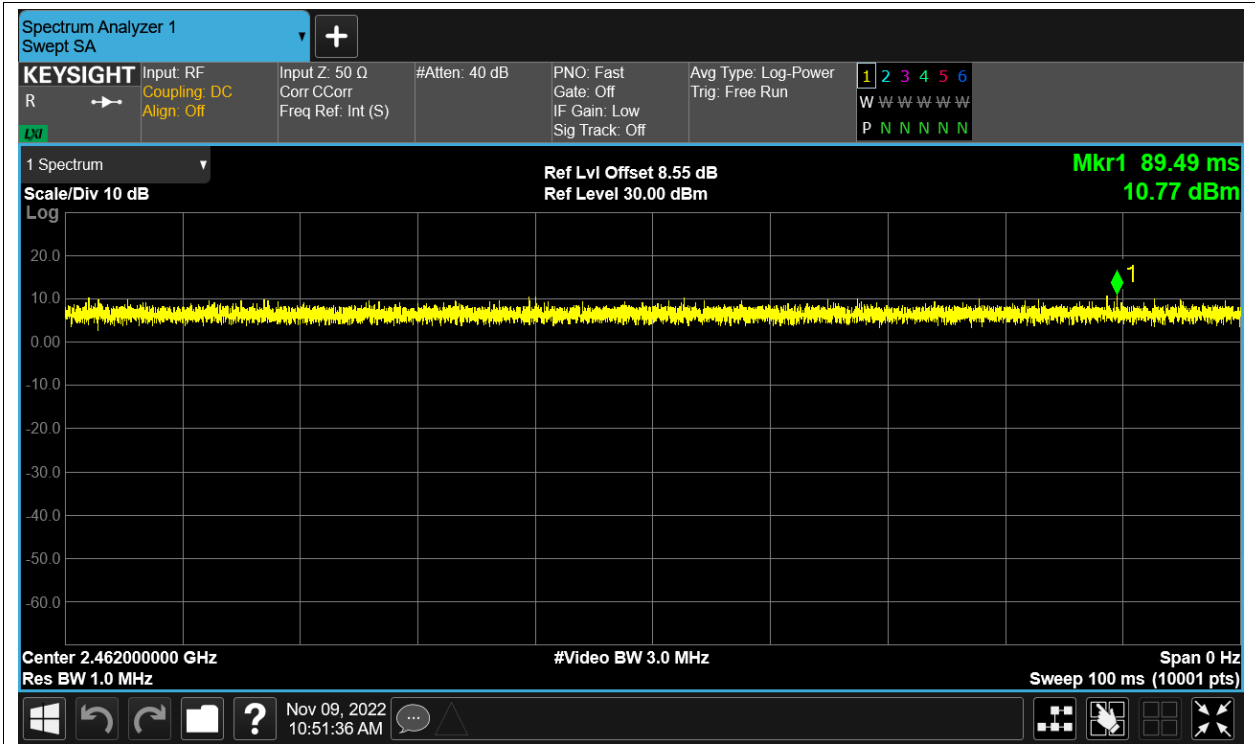 Spectrum Analyzer 1
Swept SA
KEYSIGHT
R
LXI
Input: RF
Coupling: DC
Align: Off
Input Z: 50 Ω
Corr CCorr
Freq Ref: Int (S)
#Atten: 40 dB
PNO: Fast
Gate: Off
IF Gain: Low
Sig Track: Off
Avg Type: Log-Power
Trig: Free Run
1 2 3 4 5 6
W W W W W W
P N N N N N
1 Spectrum
Scale/Div 10 dB
Log
Ref Lvl Offset 8.55 dB
Ref Level 30.00 dBm
Mkr1 89.49 ms
10.77 dBm
20.0
10.0
0.00
-10.0
-20.0
-30.0
-40.0
-50.0
-60.0
1
Center 2.462000000 GHz
Res BW 1.0 MHz
#Video BW 3.0 MHz
Span 0 Hz
Sweep 100 ms (10001 pts)
?
Nov 09, 2022
10:51:36 AM